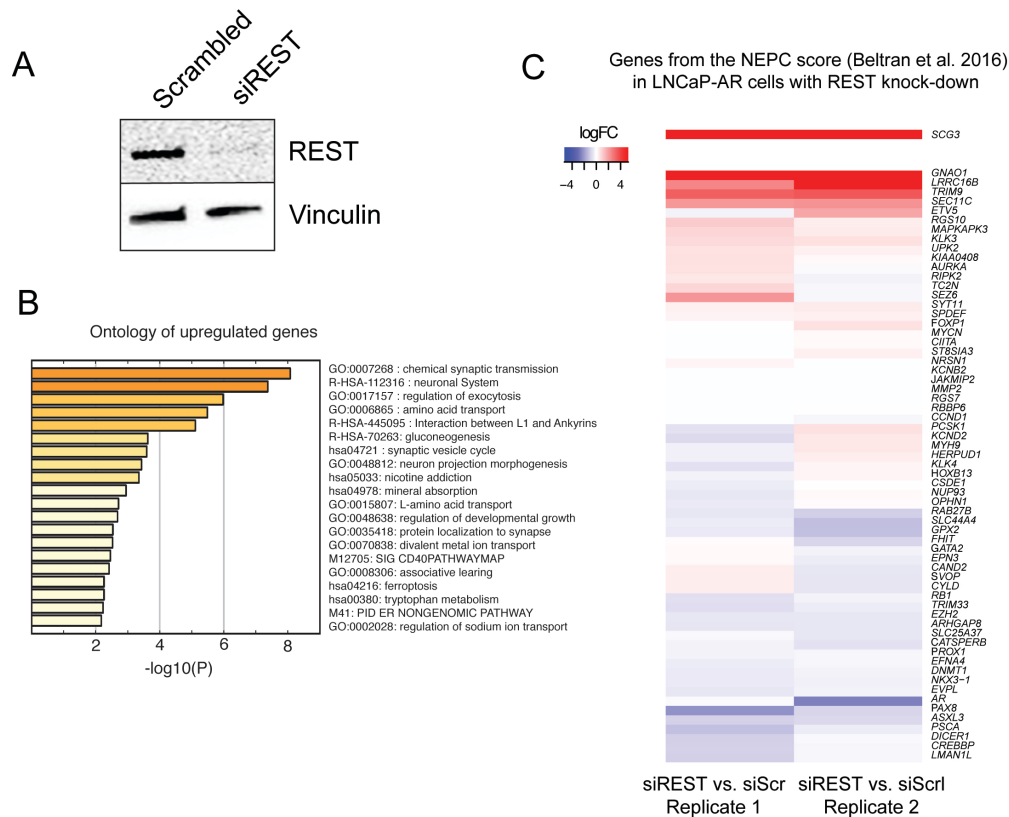 A
Scrambled
siREST
REST
Vinculin
B
Ontology of upregulated genes
GO:0007268 : chemical synaptic transmission
R-HSA-112316 : neuronal System
GO:0017157 : regulation of exocytosis
GO:0006865 : amino acid transport
R-HSA-445095 : Interaction between L1 and Ankyrins
R-HSA-70263: gluconeogenesis
hsa04721 : synaptic vesicle cycle
GO:0048812 : neuron projection morphogenesis
hsa05033: nicotine addiction
hsa04978: mineral absorption
GO:0015807: L-amino acid transport
GO:0048638: regulation of developmental growth
GO:0035418: protein localization to synapse
GO:0070838: divalent metal ion transport
M12705: SIG CD40PATHWAYMAP
GO:0008306: associative learing
hsa04216: ferroptosis
hsa00380: tryptophan metabolism
M41: PID ER NONGENOMIC PATHWAY
GO:0002028: regulation of sodium ion transport
2 4 6 8
-log10(P)
C
Genes from the NEPC score (Beltran et al. 2016)
in LNCaP-AR cells with REST knock-down
logFC
−4 0 4
SCG3
GNAO1
LRRC16B
TRIM9
SEC11C
ETV5
RGS10
MAPKAPK3
KLK3
UPK2
KIAA0408
AURKA
RIPK2
TC2N
SEZ6
SYT11
SPDEF
FOXP1
MYCN
CIITA
ST8SIA3
NRSN1
KCNB2
JAKMIP2
MMP2
RGS7
RBBP6
CCND1
PCSK1
KCND2
MYH9
HERPUD1
KLK4
HOXB13
CSDE1
NUP93
OPHN1
RAB27B
SLC44A4
GPX2
FHIT
GATA2
EPN3
CAND2
SVOP
CYLD
RB1
TRIM33
EZH2
ARHGAP8
SLC25A37
CATSPERB
PROX1
EFNA4
DNMT1
NKX3−1
EVPL
AR
PAX8
ASXL3
PSCA
DICER1
CREBBP
LMAN1L
siREST vs. siScr
Replicate 1
siREST vs. siScrl
Replicate 2